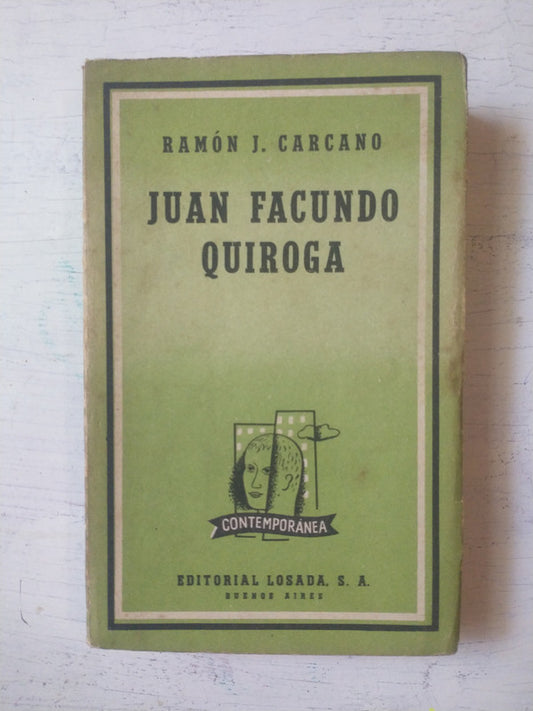 RAMÓN J. CARCANO
JUAN FACUNDO
QUIROGA
CONTEMPORÁNEA
EDITORIAL LOSADA, S. A.
BUENOS AIRES